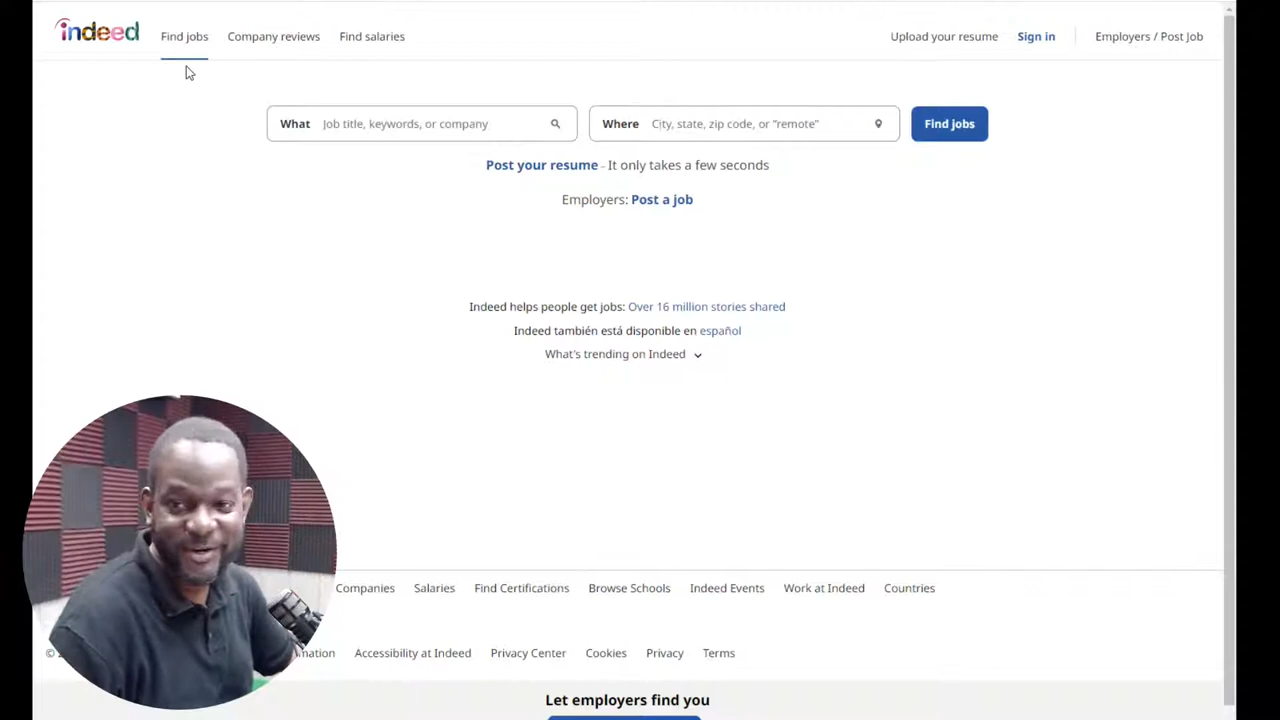 indeed Find jobs Company reviews Find salaries Upload your resume Sign in Employers / Post Job
What Job title, keywords, or company Where City, state, zip code, or "remote" Find jobs
Post your resume - It only takes a few seconds
Employers: Post a job
Indeed helps people get jobs: Over 16 million stories shared
Indeed también está disponible en español
What's trending on Indeed
Companies Salaries Find Certifications Browse Schools Indeed Events Work at Indeed Countries
© Accessibility at Indeed Privacy Center Cookies Privacy Terms
Let employers find you